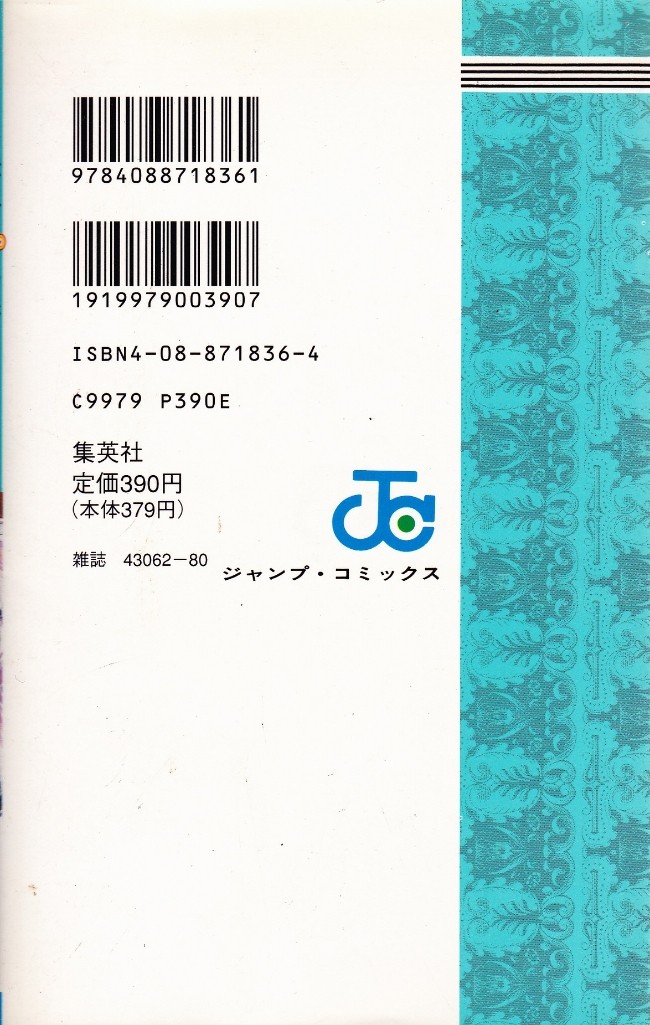 9784088718361
1919979003907
ISBN4-08-871836-4
C9979 P390E
集英社
定価390円
(本体379円)
雑誌 43062-80
JC
ジャンプ・コミックス